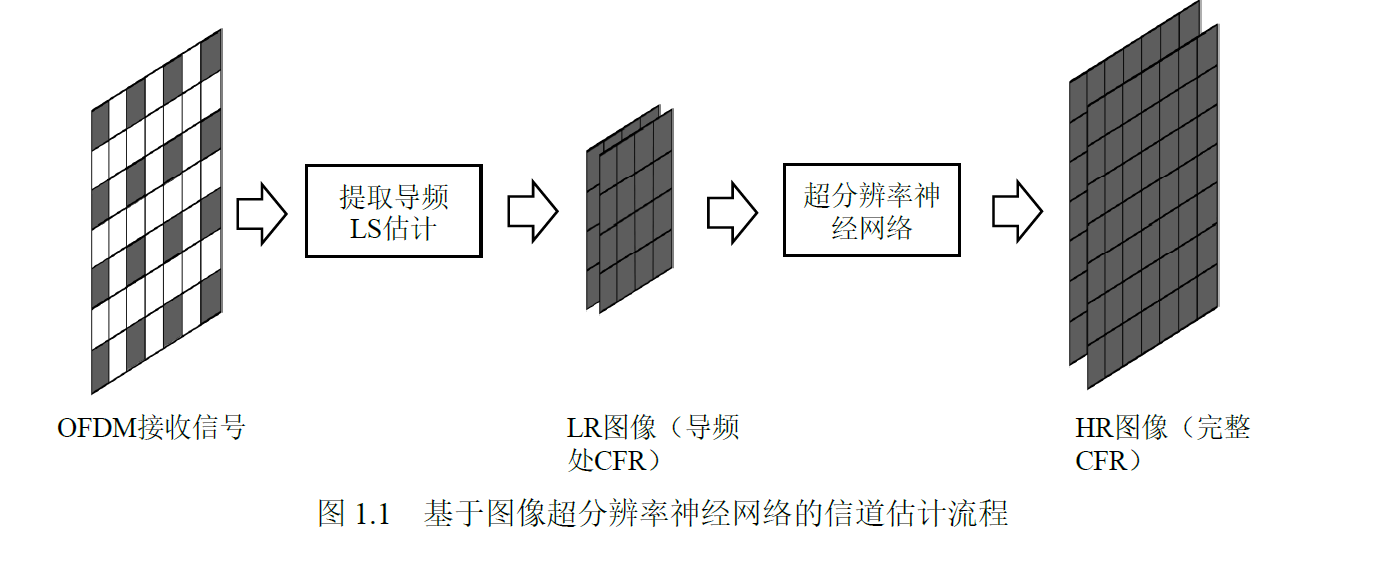 提取导频
LS估计
超分辨率神
经网络
OFDM接收信号
LR图像（导频
处CFR）
HR图像（完整
CFR）
图 1.1 基于图像超分辨率神经网络的信道估计流程